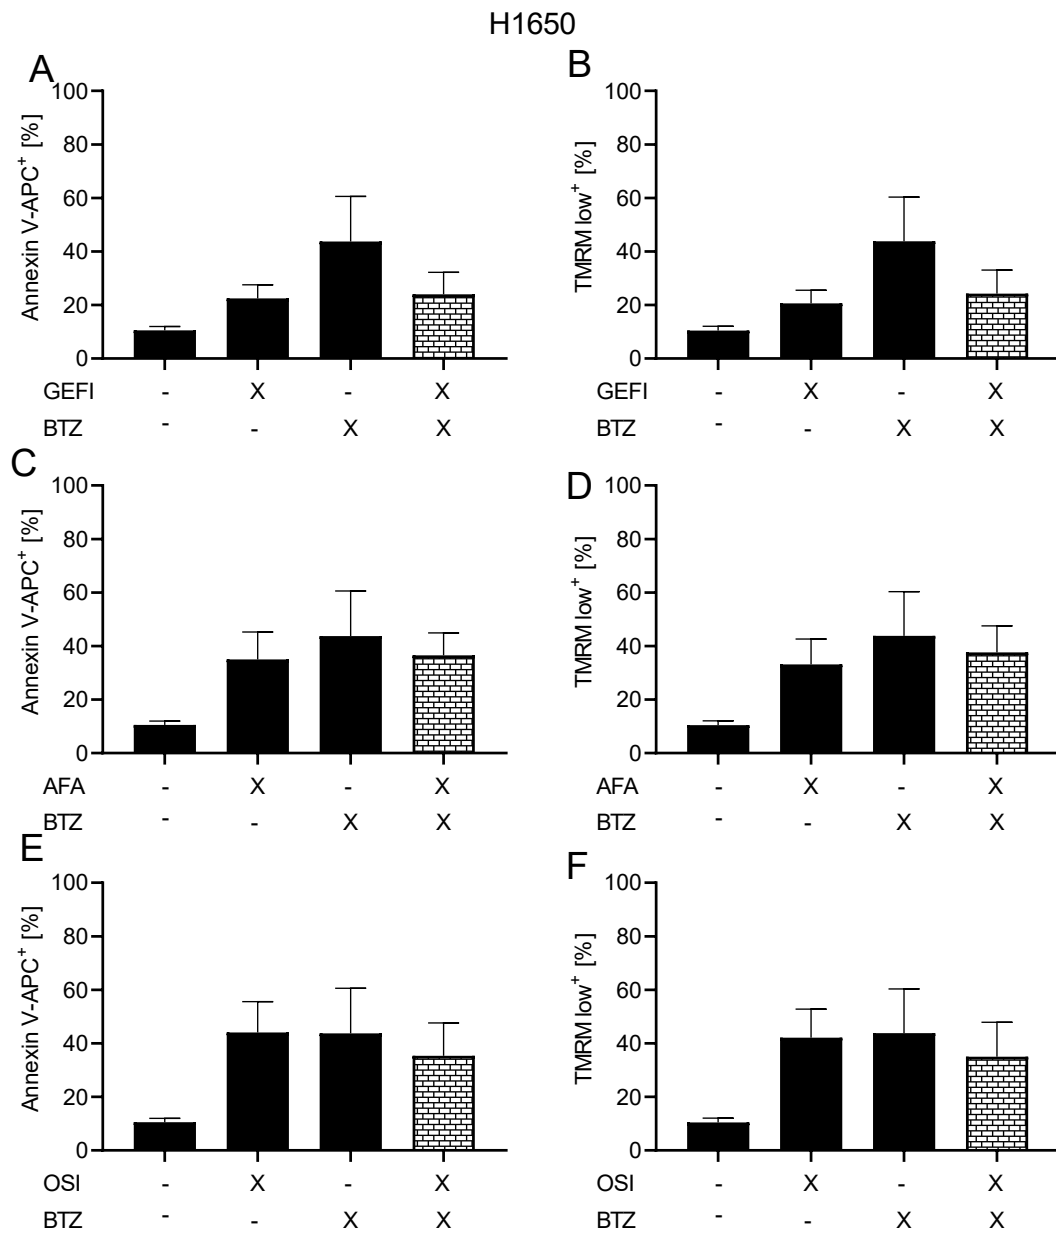 H1650
A
Annexin V-APC⁺ [%]
100
80
60
40
20
0
GEFI - X - X
BTZ - - X X
B
TMRM low⁺ [%]
100
80
60
40
20
0
GEFI - X - X
BTZ - - X X
C
Annexin V-APC⁺ [%]
100
80
60
40
20
0
AFA - X - X
BTZ - - X X
D
TMRM low⁺ [%]
100
80
60
40
20
0
AFA - X - X
BTZ - - X X
E
Annexin V-APC⁺ [%]
100
80
60
40
20
0
OSI - X - X
BTZ - - X X
F
TMRM low⁺ [%]
100
80
60
40
20
0
OSI - X - X
BTZ - - X X